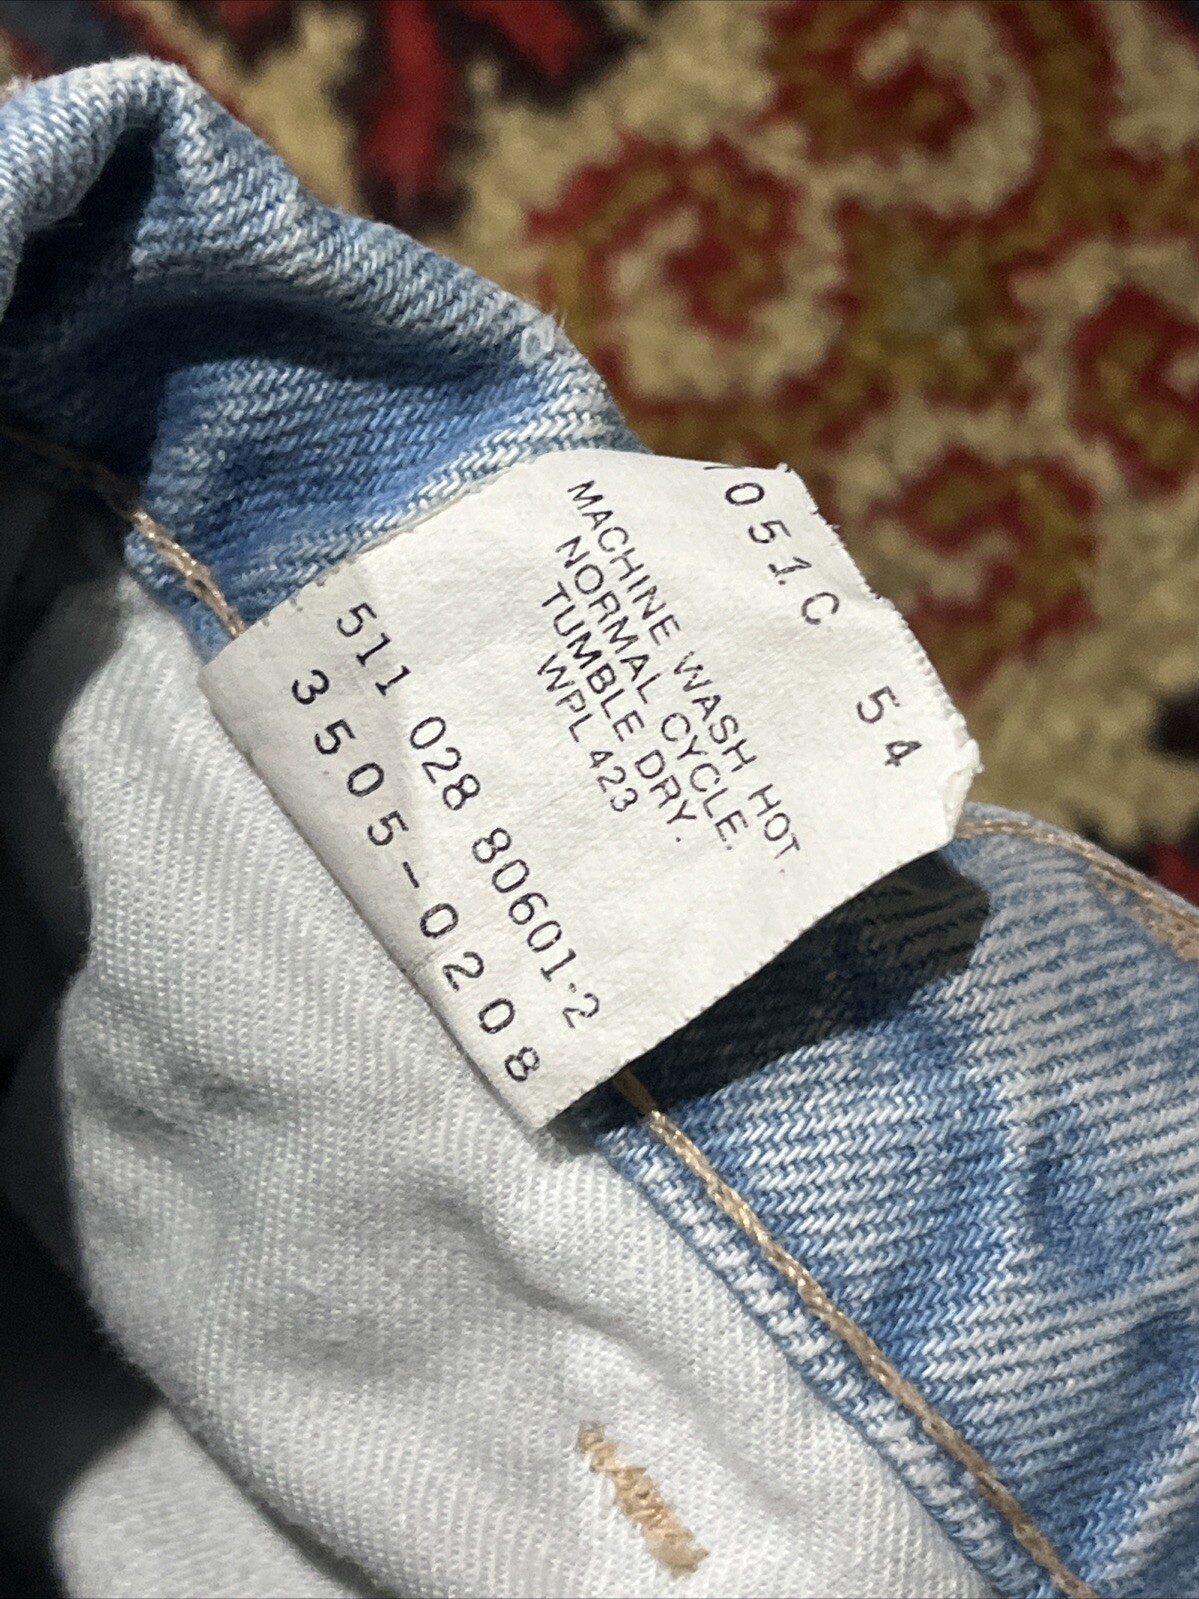 051C 54
MACHINE WASH HOT
NORMAL CYCLE.
TUMBLE DRY.
WPL 423
511 028 80601-2
3505-0208